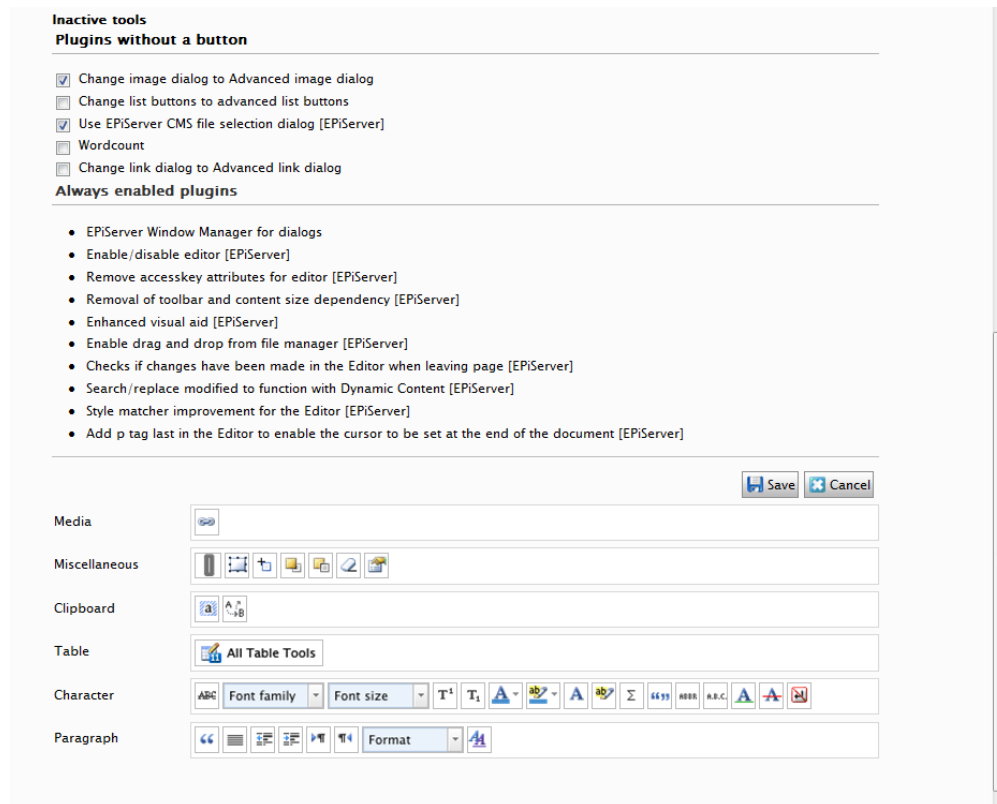 Inactive tools
Plugins without a button
Change image dialog to Advanced image dialog
Change list buttons to advanced list buttons
Use EPiServer CMS file selection dialog [EPiServer]
Wordcount
Change link dialog to Advanced link dialog
Always enabled plugins
EPiServer Window Manager for dialogs
Enable/disable editor [EPiServer]
Remove accesskey attributes for editor [EPiServer]
Removal of toolbar and content size dependency [EPiServer]
Enhanced visual aid [EPiServer]
Enable drag and drop from file manager [EPiServer]
Checks if changes have been made in the Editor when leaving page [EPiServer]
Search/replace modified to function with Dynamic Content [EPiServer]
Style matcher improvement for the Editor [EPiServer]
Add p tag last in the Editor to enable the cursor to be set at the end of the document [EPiServer]
Save Cancel
Media
Miscellaneous
Clipboard a A B
Table All Table Tools
Character ABC Font family Font size T¹ T₁ A ab A ab Σ ABBR A.B.C. A A
Paragraph Format A